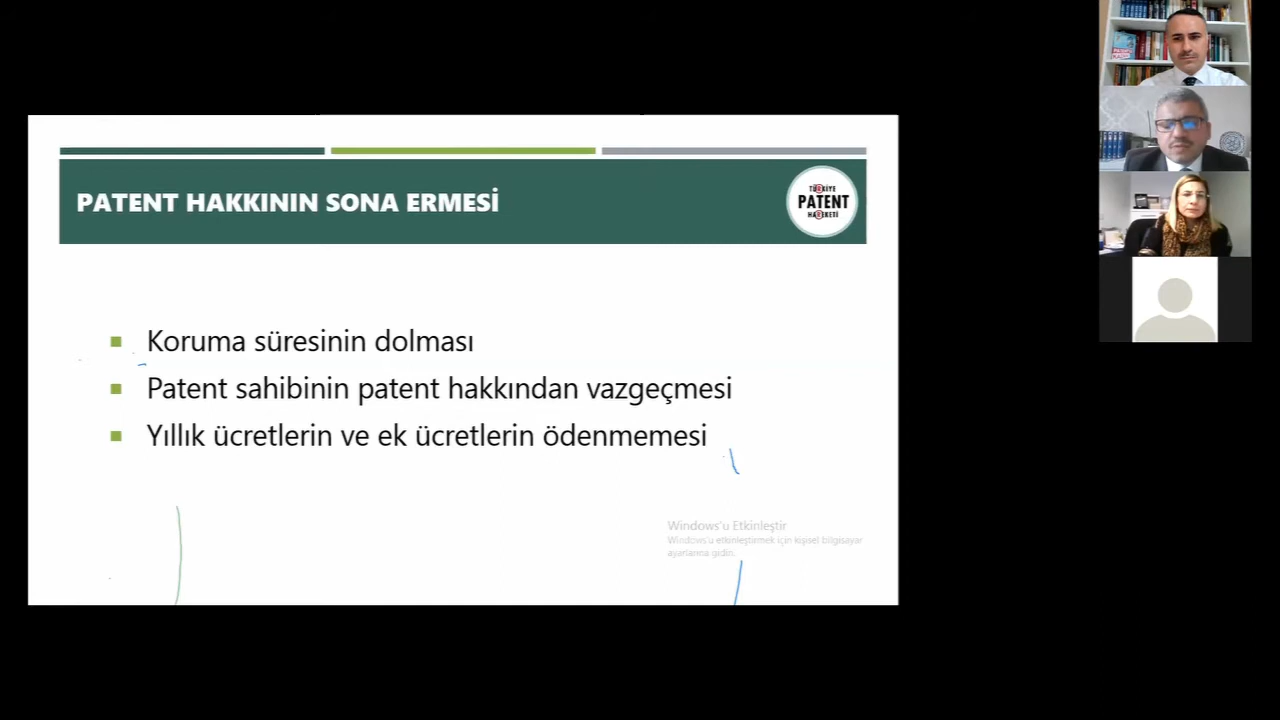 PATENT HAKKININ SONA ERMESİ
TÜRKİYE
PATENT
HAREKETİ
Koruma süresinin dolması
Patent sahibinin patent hakkından vazgeçmesi
Yıllık ücretlerin ve ek ücretlerin ödenmemesi
Windows'u Etkinleştir
Windows'u etkinleştirmek için kişisel bilgisayar
ayarlarına gidin.